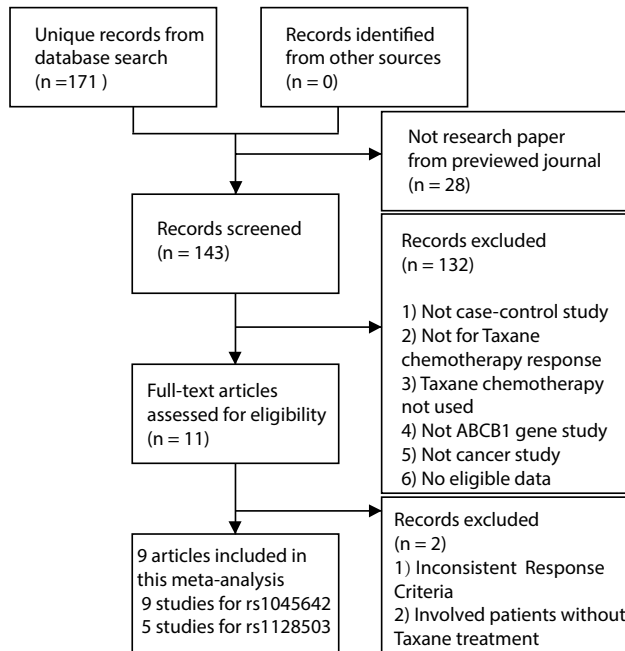 Unique records from
database search
(n =171 )
Records identified
from other sources
(n = 0)
Not research paper
from previewed journal
(n = 28)
Records screened
(n = 143)
Records excluded
(n = 132)
1) Not case-control study
2) Not for Taxane
chemotherapy response
3) Taxane chemotherapy
not used
4) Not ABCB1 gene study
5) Not cancer study
6) No eligible data
Full-text articles
assessed for eligibility
(n = 11)
Records excluded
(n = 2)
1) Inconsistent Response
Criteria
2) Involved patients without
Taxane treatment
9 articles included in
this meta-analysis
9 studies for rs1045642
5 studies for rs1128503